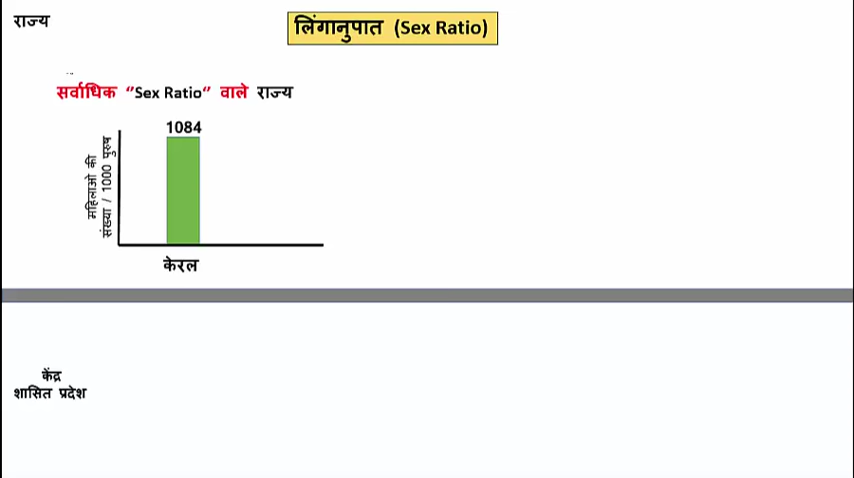 राज्य
लिंगानुपात (Sex Ratio)
सर्वाधिक “Sex Ratio” वाले राज्य
1084
महिलाओ की
संख्या / 1000 पुरुष
केरल
केंद्र
शासित प्रदेश